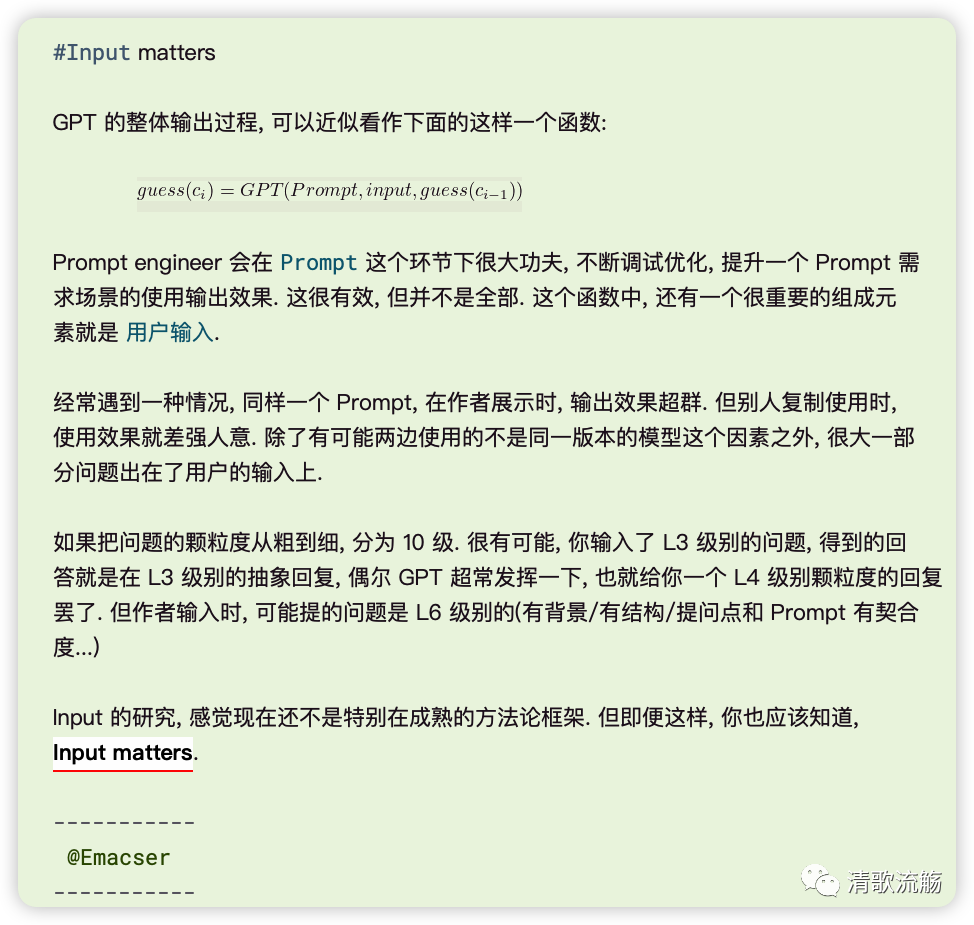 #Input matters
GPT 的整体输出过程, 可以近似看作下面的这样一个函数:
guess(c_i) = GPT(Prompt, input, guess(c_{i−1}))
Prompt engineer 会在 Prompt 这个环节下很大功夫, 不断调试优化, 提升一个 Prompt 需
求场景的使用输出效果. 这很有效, 但并不是全部. 这个函数中, 还有一个很重要的组成元
素就是 用户输入.
经常遇到一种情况, 同样一个 Prompt, 在作者展示时, 输出效果超群. 但别人复制使用时,
使用效果就差强人意. 除了有可能两边使用的不是同一版本的模型这个因素之外, 很大一部
分问题出在了用户的输入上.
如果把问题的颗粒度从粗到细, 分为 10 级. 很有可能, 你输入了 L3 级别的问题, 得到的回
答就是在 L3 级别的抽象回复, 偶尔 GPT 超常发挥一下, 也就给你一个 L4 级别颗粒度的回复
罢了. 但作者输入时, 可能提的问题是 L6 级别的(有背景/有结构/提问点和 Prompt 有契合
度...)
Input 的研究, 感觉现在还不是特别在成熟的方法论框架. 但即便这样, 你也应该知道,
Input matters.
-----------
@Emacser
-----------
清歌流觞